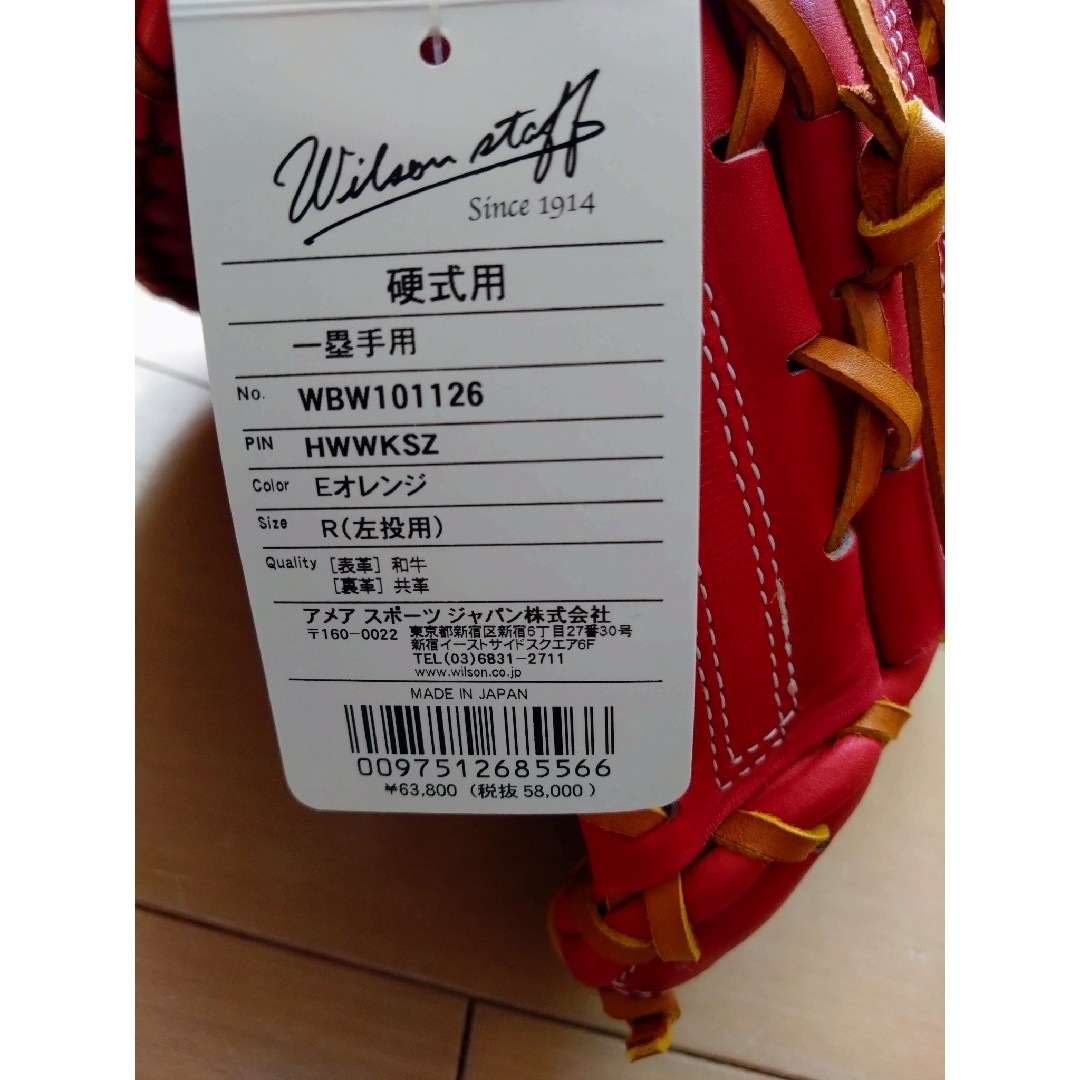 Wilson staff
Since 1914
硬式用
一塁手用
No. WBW101126
PIN HWWKSZ
Color Eオレンジ
Size R(左投用)
Quality [表革] 和牛
[裏革] 共革
アメア スポーツ ジャパン株式会社
〒160-0022 東京都新宿区新宿6丁目27番30号
新宿イーストサイドスクエア6F
TEL(03)6831-2711
www.wilson.co.jp
MADE IN JAPAN
0097512685566
¥63,800 (税抜 58,000)